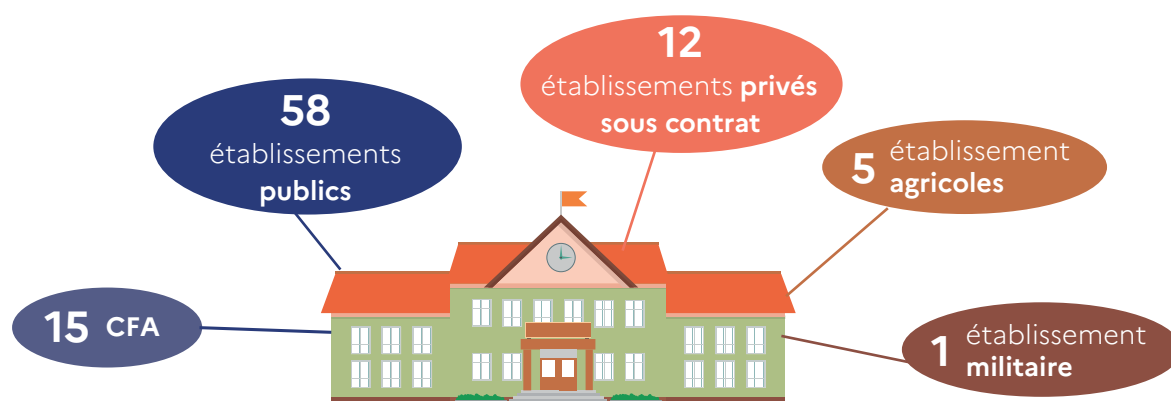 12
établissements privés
sous contrat
58
établissements
publics
5 établissement
agricoles
15 CFA
1 établissement
militaire